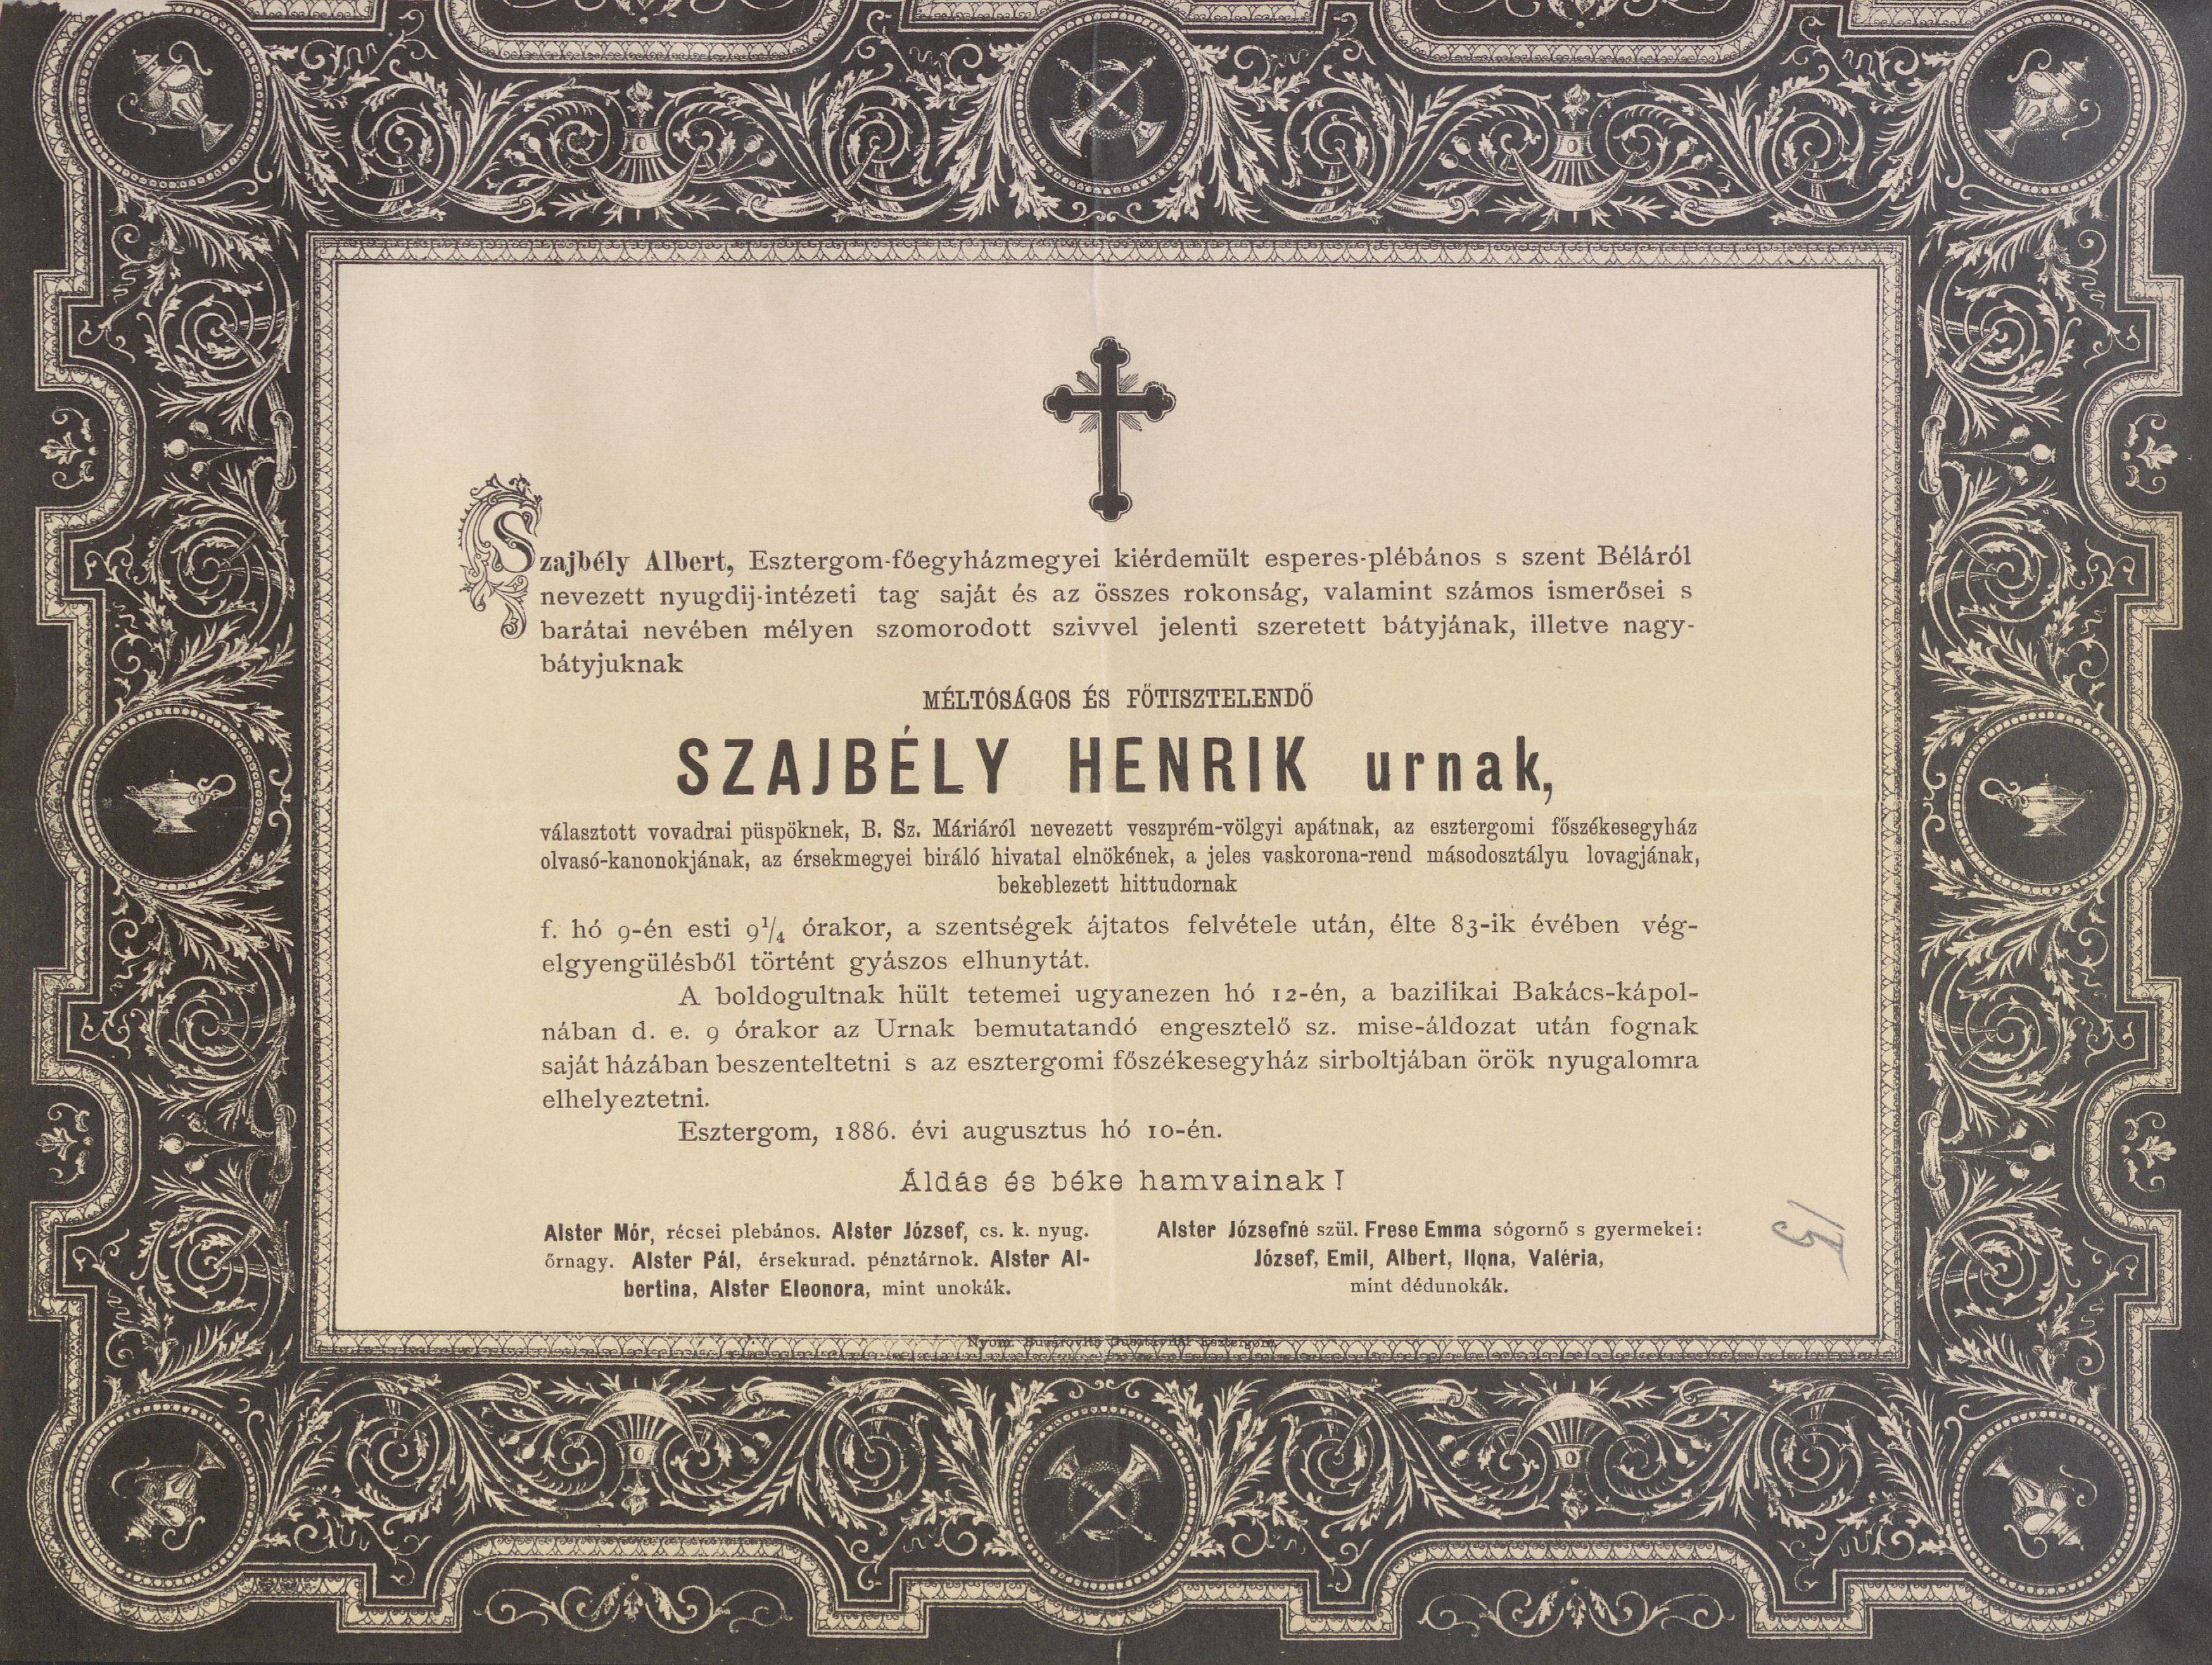 Szajbély Albert, Esztergom-főegyházmegyei kiérdemült esperes-plébános s szent Béláról
nevezett nyugdij-intézeti tag saját és az összes rokonság, valamint számos ismerősei s
barátai nevében mélyen szomorodott szivvel jelenti szeretett bátyjának, illetve nagy-
bátyjuknak
MÉLTÓSÁGOS ÉS FŐTISZTELENDŐ
SZAJBÉLY HENRIK urnak,
választott vovadrai püspöknek, B. Sz. Máriáról nevezett veszprém-völgyi apátnak, az esztergomi főszékesegyház
olvasó-kanonokjának, az érsekmegyei biráló hivatal elnökének, a jeles vaskorona-rend másodosztályu lovagjának,
bekeblezett hittudornak
f. hó 9-én esti 9¼ órakor, a szentségek ájtatos felvétele után, élte 83-ik évében vég-
elgyengülésből történt gyászos elhunytát.
A boldogultnak hült tetemei ugyanezen hó 12-én, a bazilikai Bakács-kápol-
nában d. e. 9 órakor az Urnak bemutatandó engesztelő sz. mise-áldozat után fognak
saját házában beszenteltetni s az esztergomi főszékesegyház sirboltjában örök nyugalomra
elhelyeztetni.
Esztergom, 1886. évi augusztus hó 10-én.
Áldás és béke hamvainak!
Alster Mór, récsei plebános. Alster József, cs. k. nyug.
őrnagy. Alster Pál, érsekurad. pénztárnok. Alster Al-
bertina, Alster Eleonora, mint unokák.
Alster Józsefné szül. Frese Emma sógornő s gyermekei:
József, Emil, Albert, Ilona, Valéria,
mint dédunokák.
Nyom. Buzárovits Gusztávnál Esztergom